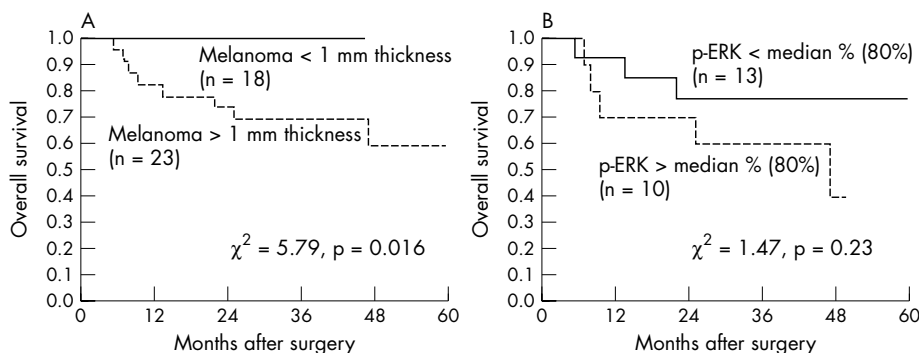 A
Overall survival
1.0
0.9
0.8
0.7
0.6
0.5
0.4
0.3
0.2
0.1
0.0
Melanoma < 1 mm thickness
(n = 18)
Melanoma > 1 mm thickness
(n = 23)
χ² = 5.79, p = 0.016
0 12 24 36 48 60
Months after surgery
B
Overall survival
1.0
0.9
0.8
0.7
0.6
0.5
0.4
0.3
0.2
0.1
0.0
p-ERK < median % (80%)
(n = 13)
p-ERK > median % (80%)
(n = 10)
χ² = 1.47, p = 0.23
0 12 24 36 48 60
Months after surgery